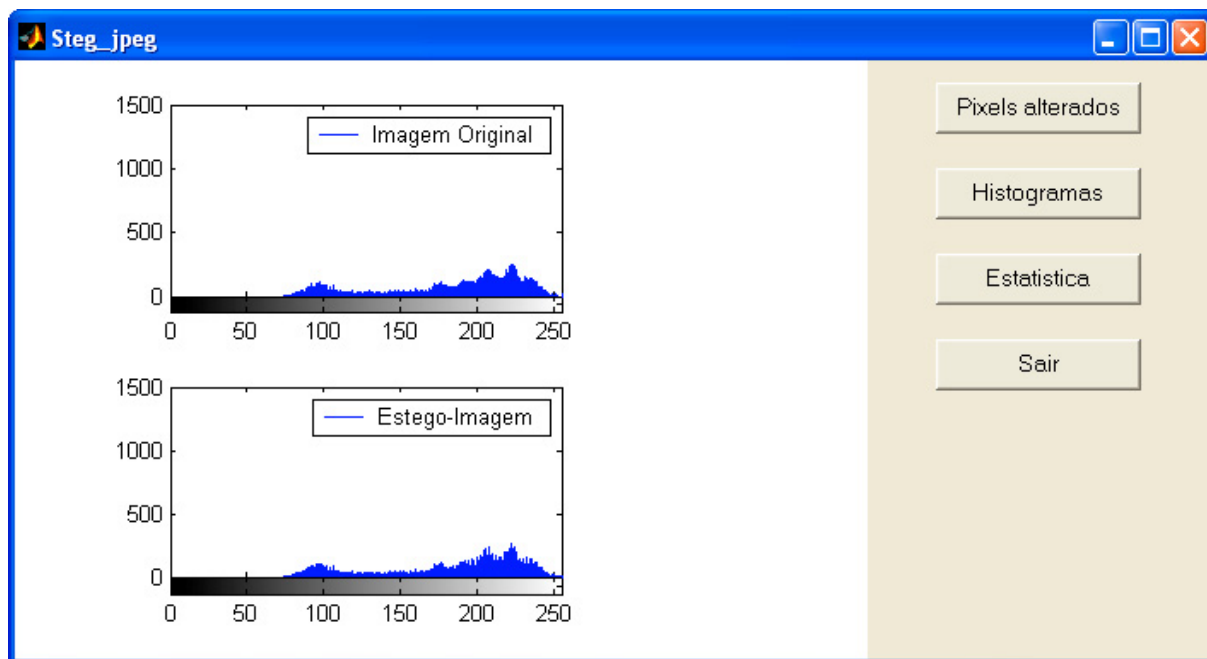 Steg_jpeg
1500
Imagem Original
1000
500
0
0 50 100 150 200 250
1500
Estego-Imagem
1000
500
0
0 50 100 150 200 250
Pixels alterados
Histogramas
Estatistica
Sair